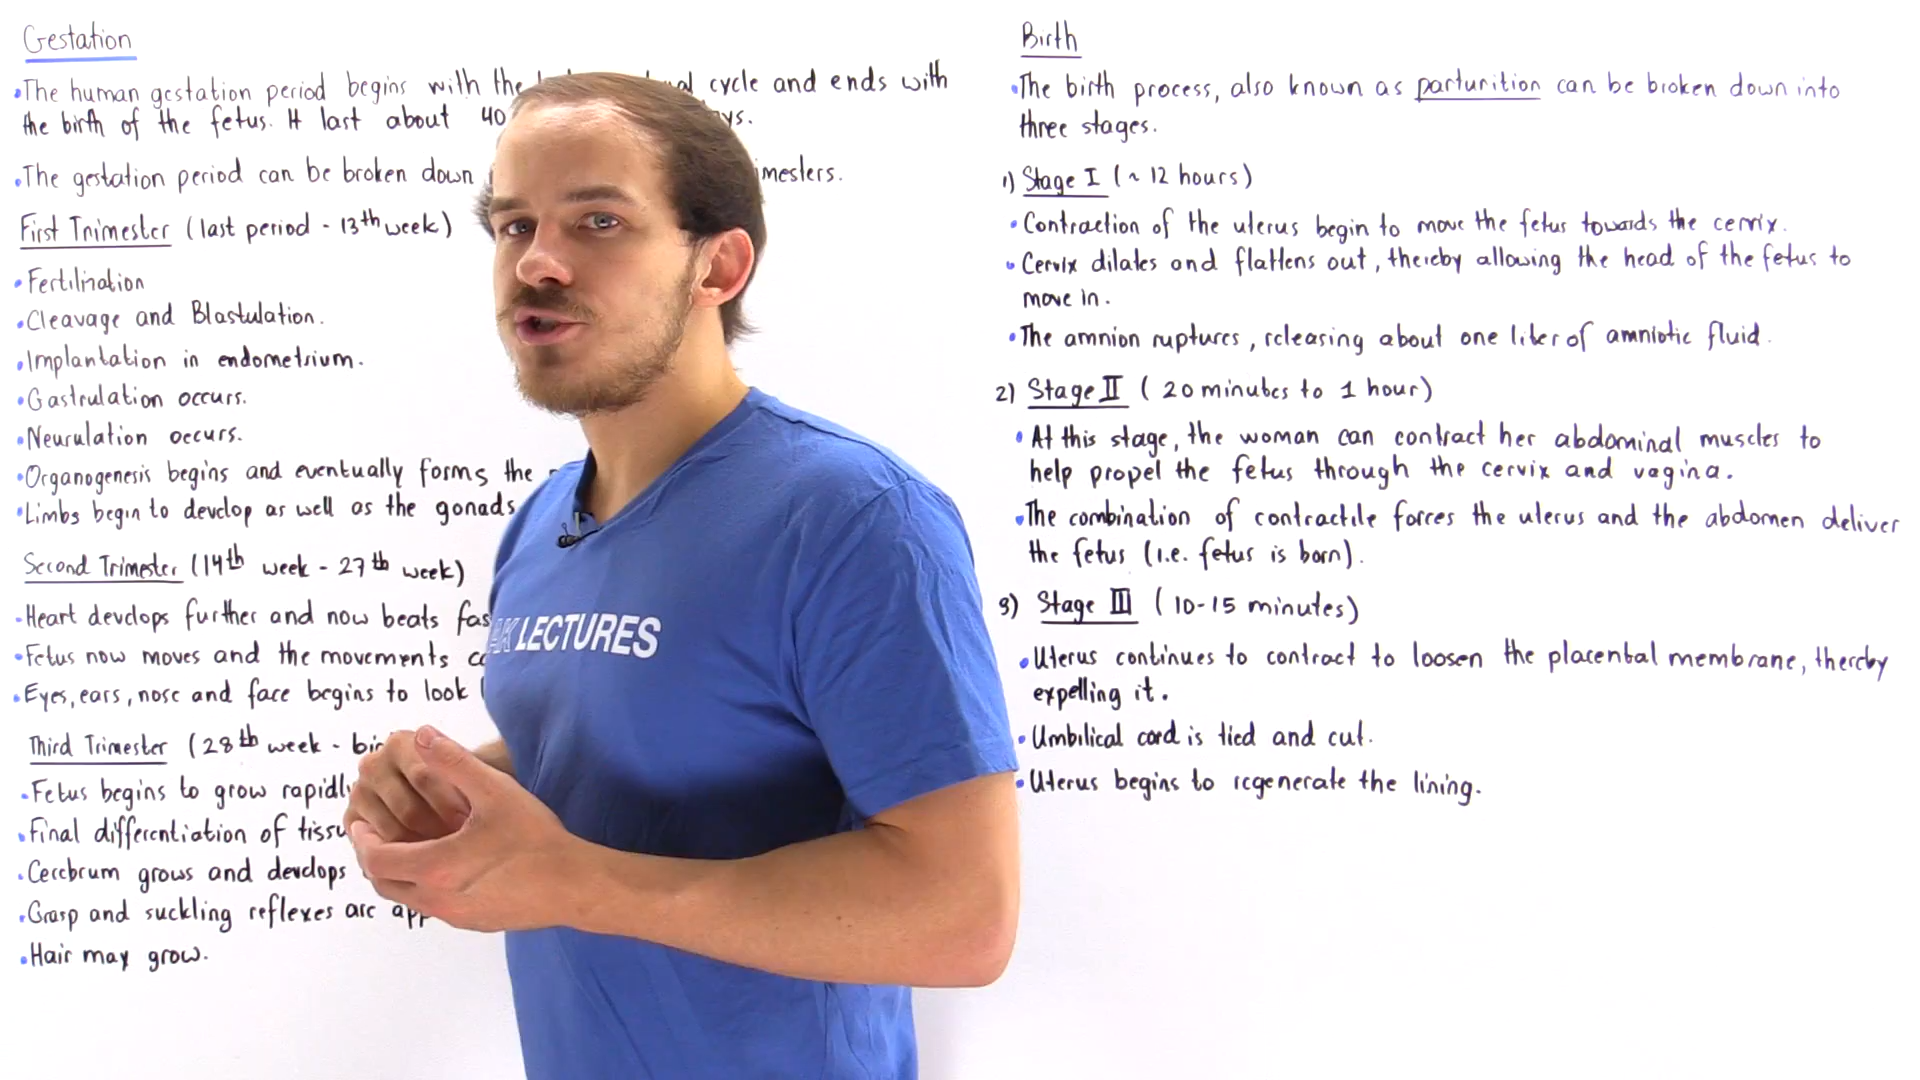 Gestation
•The human gestation period begins with the cycle and ends with
the birth of the fetus. It last about 40
•The gestation period can be broken down
First Trimester (last period - 13th week)
•Fertilization
•Cleavage and Blastulation.
•Implantation in endometrium.
•Gastrulation occurs.
•Neurulation occurs.
•Organogenesis begins and eventually forms the
•Limbs begin to develop as well as the gonads
Second Trimester (14th week - 27th week)
•Heart develops further and now beats
•Fetus now moves and the movements
•Eyes, ears, nose and face begins to look
Third Trimester (28th week -
•Fetus begins to grow
•Final differentiation of
•Cerebrum grows and develops
•Grasp and suckling reflexes are
•Hair may grow.
LECTURES
Birth
•The birth process, also known as parturition can be broken down into
three stages.
1) Stage I (~ 12 hours)
•Contraction of the uterus begin to move the fetus towards the cervix.
•Cervix dilates and flattens out, thereby allowing the head of the fetus to
move in.
•The amnion ruptures, releasing about one liter of amniotic fluid.
2) Stage II (20 minutes to 1 hour)
•At this stage, the woman can contract her abdominal muscles to
help propel the fetus through the cervix and vagina.
•The combination of contractile forces the uterus and the abdomen deliver
the fetus (i.e. fetus is born).
3) Stage III (10-15 minutes)
•Uterus continues to contract to loosen the placental membrane, thereby
expelling it.
•Umbilical cord is tied and cut.
•Uterus begins to regenerate the lining.